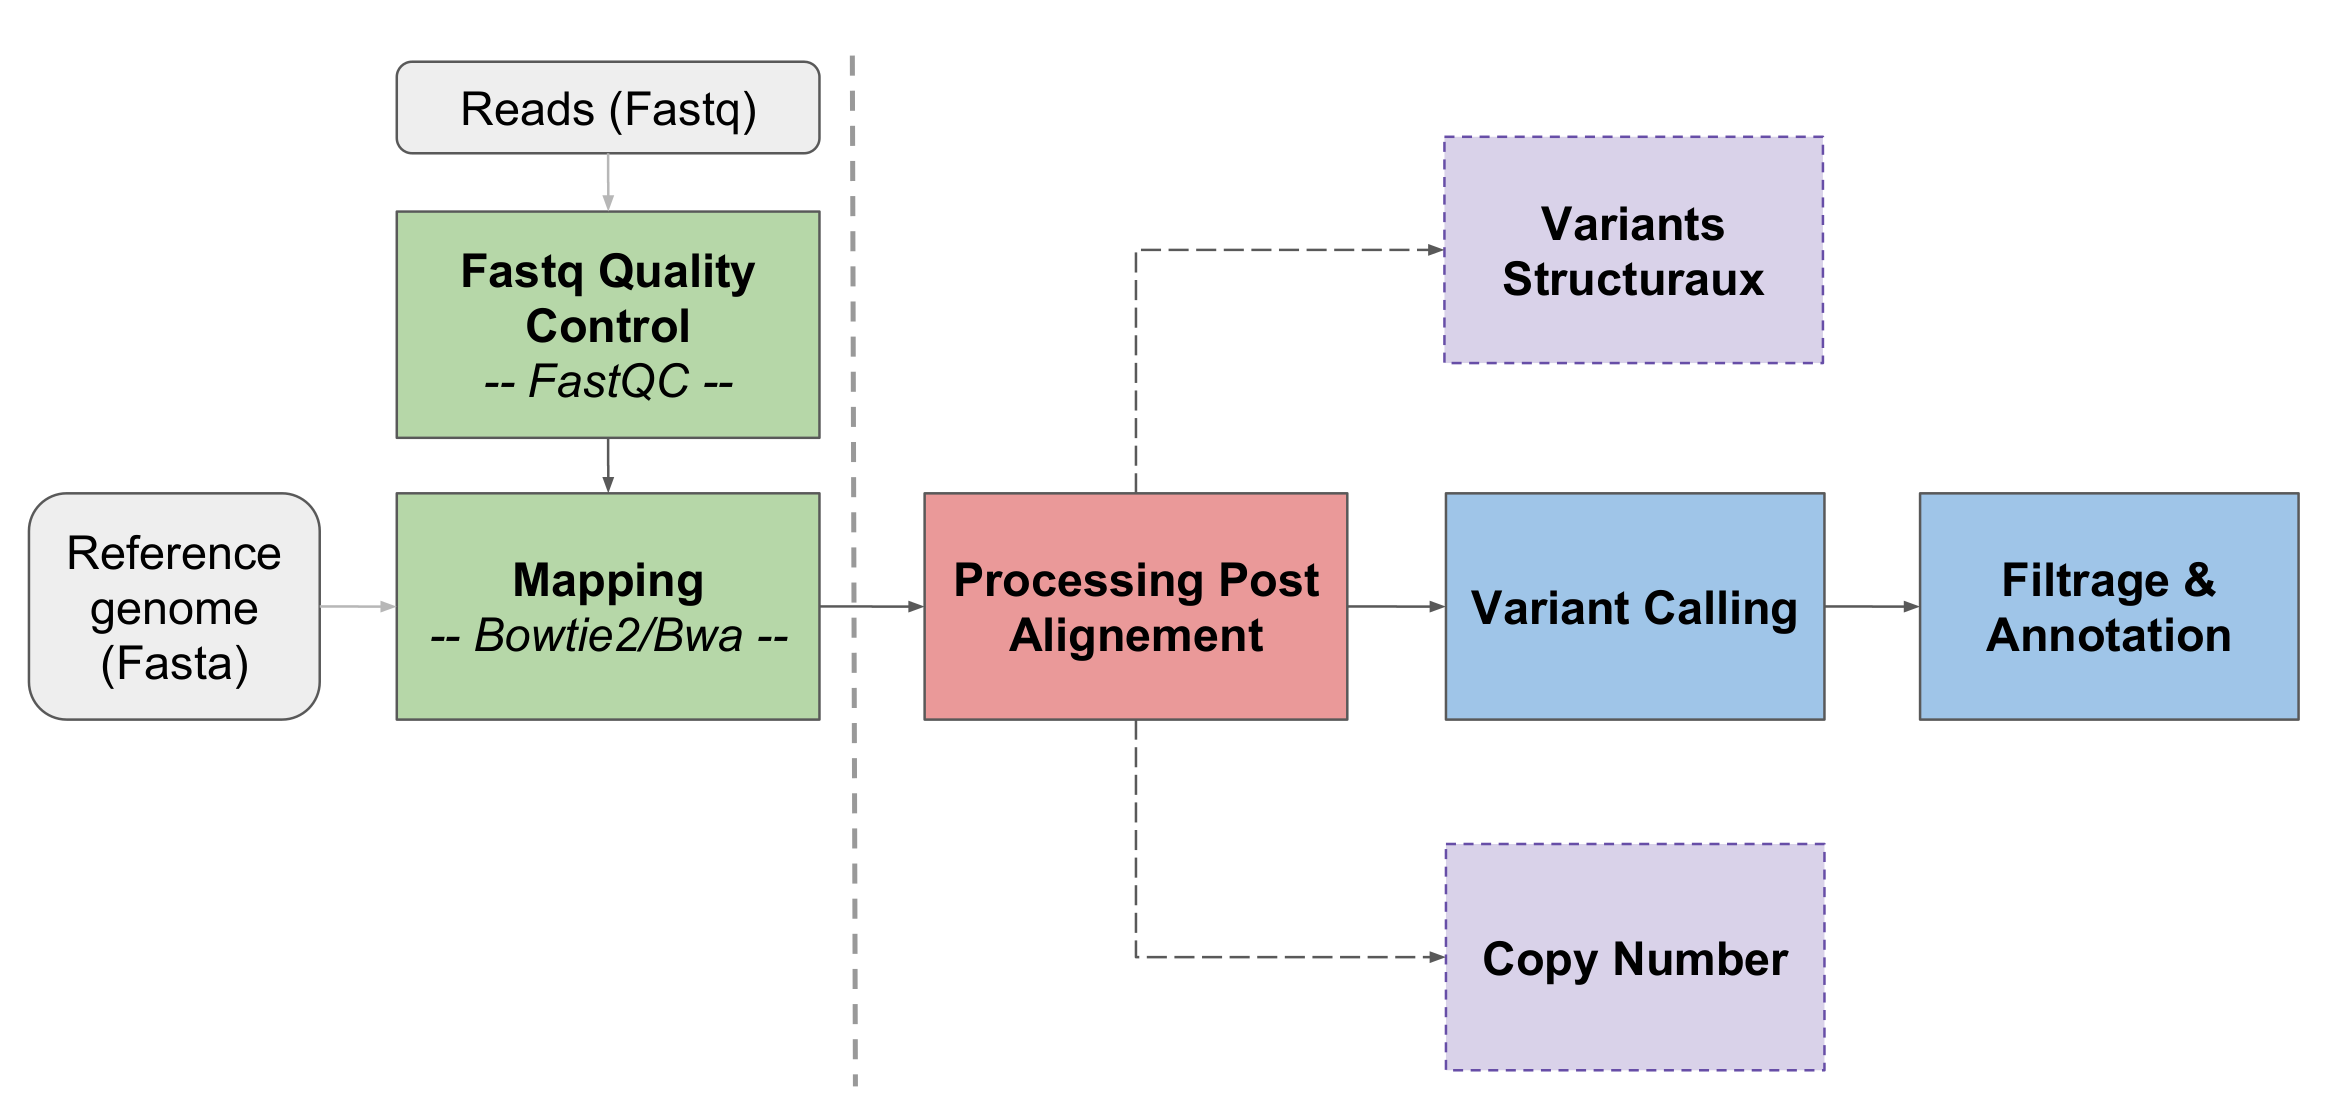 Reads (Fastq)
Fastq Quality
Control
-- FastQC --
Reference
genome
(Fasta)
Mapping
-- Bowtie2/Bwa --
Processing Post
Alignement
Variants
Structuraux
Variant Calling
Filtrage &
Annotation
Copy Number